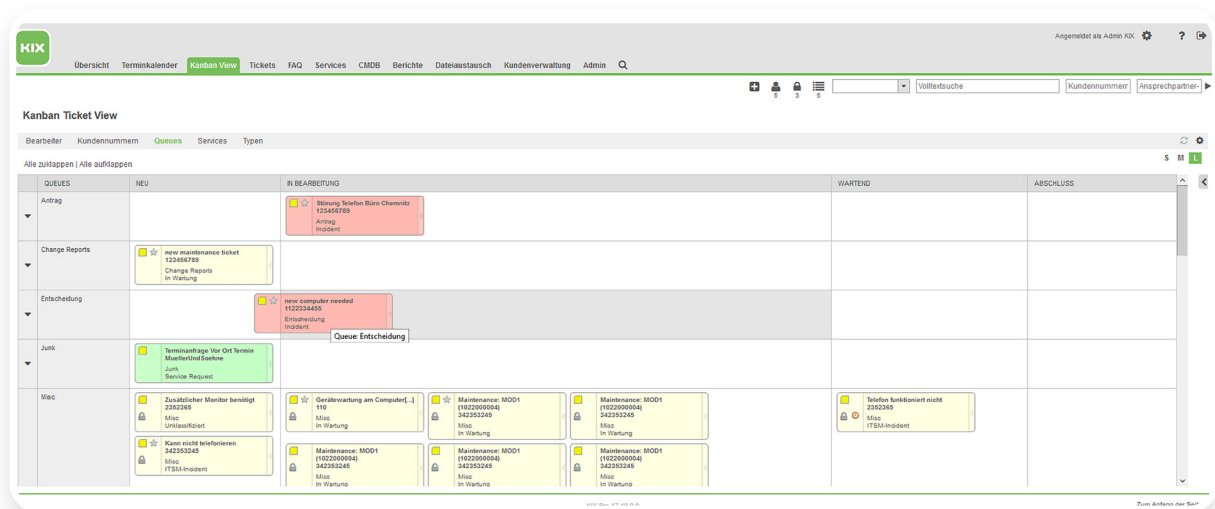 KIX
Angemeldet als Admin KIX
Übersicht Terminkalender Kanban View Tickets FAQ Services CMDB Berichte Dateiaustausch Kundenverwaltung Admin
5 3 5
Volltextsuche Kundennummern Ansprechpartner-
Kanban Ticket View
Bearbeiter Kundennummern Queues Services Typen
Alle zuklappen | Alle aufklappen
S M L
QUEUES NEU IN BEARBEITUNG WARTEND ABSCHLUSS
Antrag
Störung Telefon Büro Chemnitz
123456789
Antrag
Incident
Change Reports
new maintenance ticket
123456789
Change Reports
In Wartung
Entscheidung
new computer needed
1122334455
Entscheidung
Incident
Queue: Entscheidung
Junk
Terminanfrage Vor Ort Termin
MuellerUndSoehne
Junk
Service Request
Misc
Zusätzlicher Monitor benötigt
2352365
Misc
Unklassifiziert
Kann nicht telefonieren
342353245
Misc
ITSM-Incident
Gerätewartung am Computer[...]
110
Misc
In Wartung
Maintenance: MOD1
(1022000004)
342353245
Misc
In Wartung
Maintenance: MOD1
(1022000004)
342353245
Misc
In Wartung
Maintenance: MOD1
(1022000004)
342353245
Misc
In Wartung
Maintenance: MOD1
(1022000004)
342353245
Misc
In Wartung
Maintenance: MOD1
(1022000004)
342353245
Misc
In Wartung
Telefon funktioniert nicht
2352365
Misc
ITSM-Incident
Zum Anfang der Seite